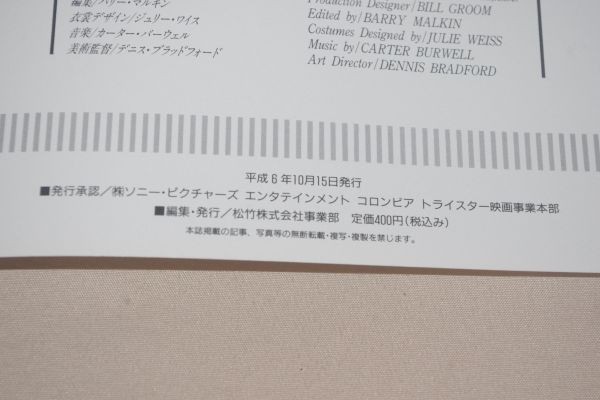 編集/バリー・マルキン
衣裳デザイン/ジュリー・ワイス
音楽/カーター・バーウェル
美術監督/デニス・ブラッドフォード
Production Designer/BILL GROOM
Edited by/BARRY MALKIN
Costumes Designed by/JULIE WEISS
Music by/CARTER BURWELL
Art Director/DENNIS BRADFORD
平成6年10月15日発行
■発行承認/㈱ソニー・ピクチャーズ エンタテインメント コロンビア トライスター映画事業本部
■編集・発行/松竹株式会社事業部 定価400円(税込み)
本誌掲載の記事、写真等の無断転載・複写・複製を禁じます。